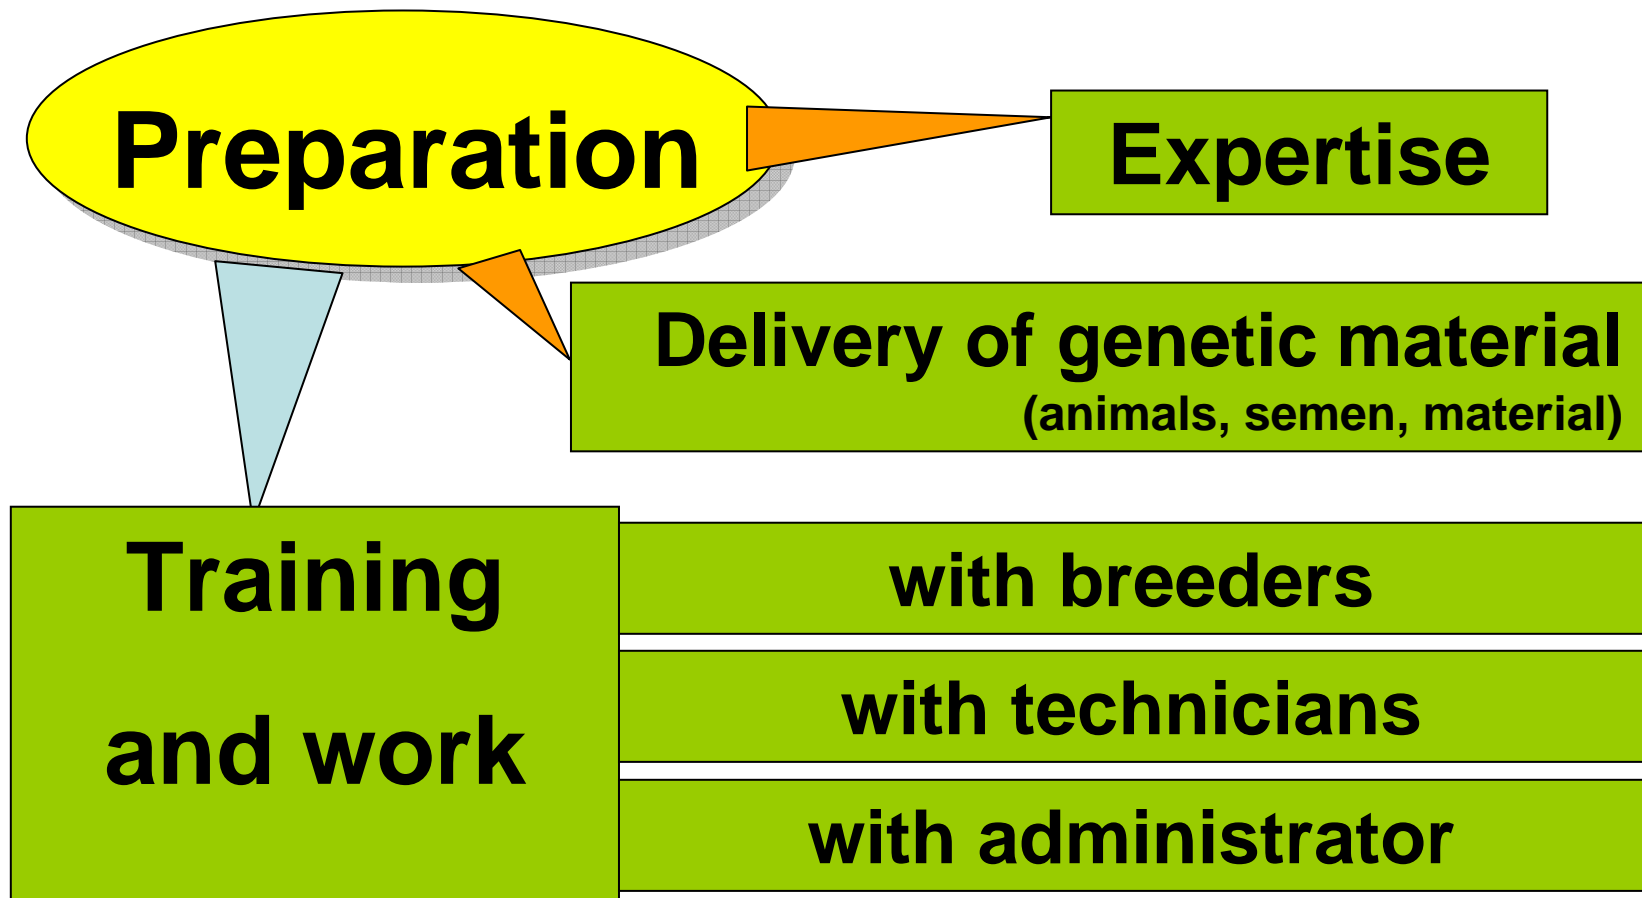 Preparation
Expertise
Delivery of genetic material
(animals, semen, material)
Training
and work
with breeders
with technicians
with administrator